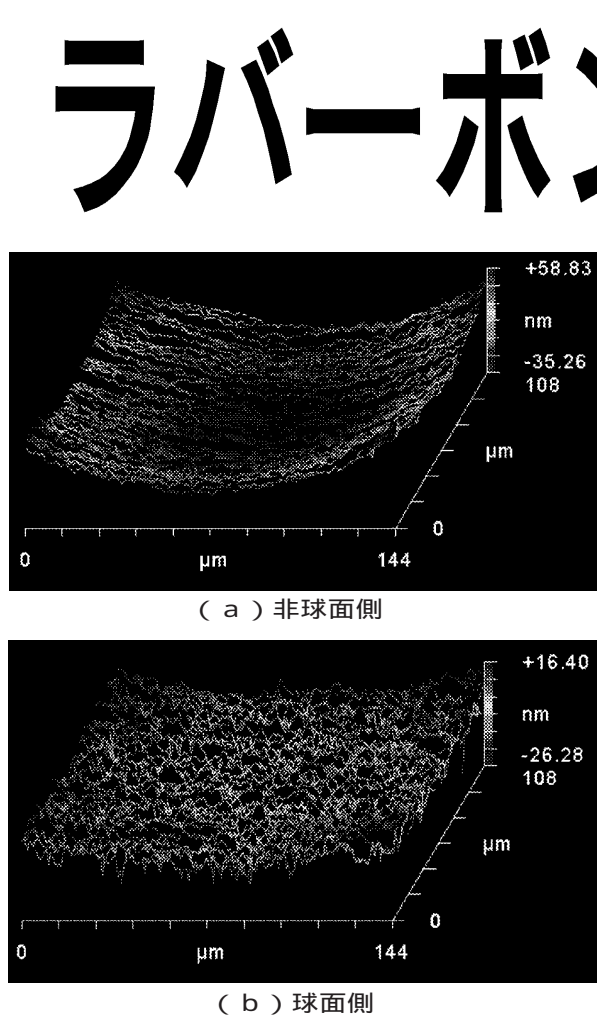 ラバーボン
+58.83
nm
-35.26
108
μm
0
0 μm 144
( a ) 非球面側
+16.40
nm
-26.28
108
μm
0
0 μm 144
( b ) 球面側